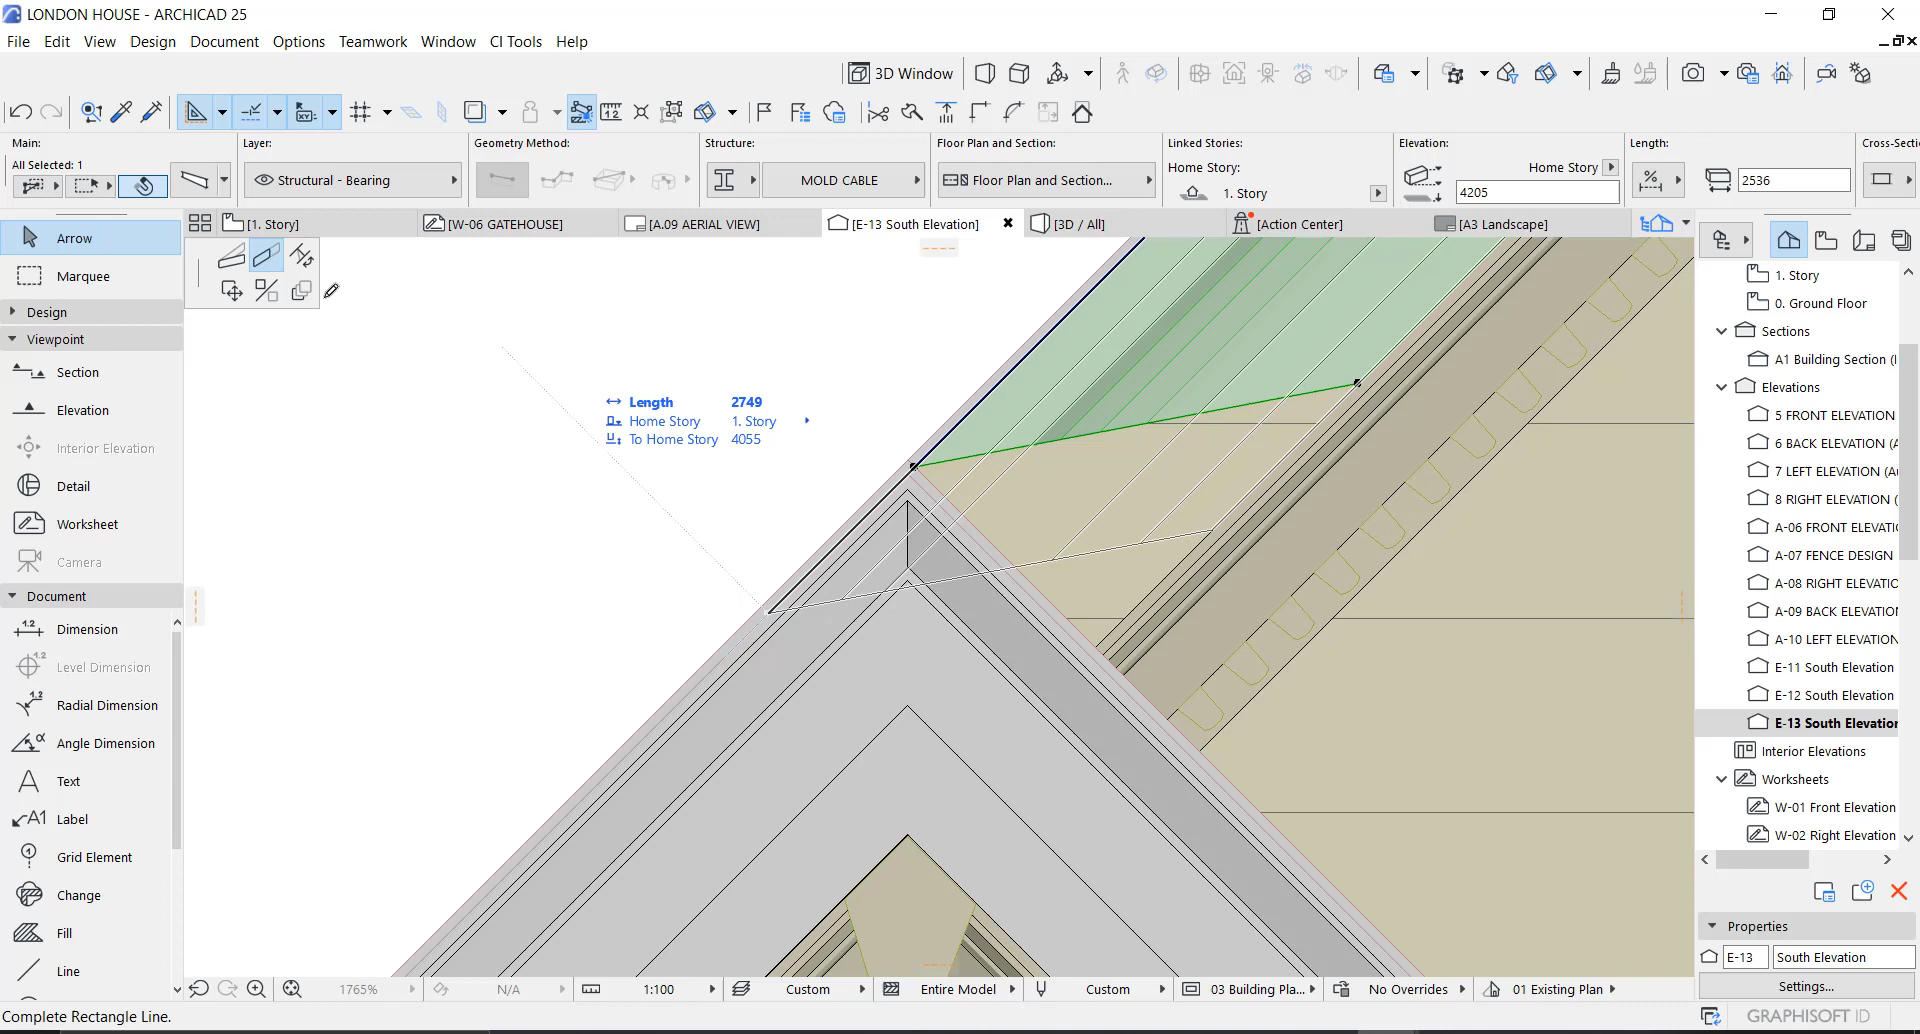 LONDON HOUSE - ARCHICAD 25
File Edit View Design Document Options Teamwork Window CI Tools Help
3D Window
Main: Layer: Geometry Method: Structure: Floor Plan and Section: Linked Stories: Elevation: Length: Cross-Secti
All Selected: 1
Structural - Bearing
MOLD CABLE
Floor Plan and Section...
Home Story:
1. Story
Home Story
4205
2536
[1. Story] [W-06 GATEHOUSE] [A.09 AERIAL VIEW] [E-13 South Elevation] [3D / All] [Action Center] [A3 Landscape]
Arrow
Marquee
Design
Viewpoint
Section
Elevation
Interior Elevation
Detail
Worksheet
Camera
Document
Dimension
Level Dimension
Radial Dimension
Angle Dimension
Text
Label
Grid Element
Change
Fill
Line
Length 2749
Home Story 1. Story
To Home Story 4055
1. Story
0. Ground Floor
Sections
A1 Building Section (I
Elevations
5 FRONT ELEVATION
6 BACK ELEVATION (A
7 LEFT ELEVATION (Au
8 RIGHT ELEVATION (
A-06 FRONT ELEVATIO
A-07 FENCE DESIGN
A-08 RIGHT ELEVATIO
A-09 BACK ELEVATION
A-10 LEFT ELEVATION
E-11 South Elevation
E-12 South Elevation
E-13 South Elevation
Interior Elevations
Worksheets
W-01 Front Elevation
W-02 Right Elevation
Properties
E-13 South Elevation
Settings...
1765% N/A 1:100 Custom Entire Model Custom 03 Building Pla... No Overrides 01 Existing Plan
Complete Rectangle Line.
GRAPHISOFT ID